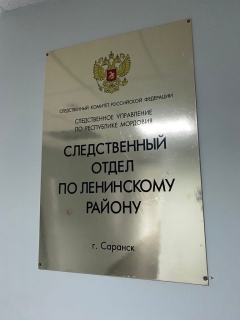 СЛЕДСТВЕННЫЙ КОМИТЕТ РОССИЙСКОЙ ФЕДЕРАЦИИ
СЛЕДСТВЕННОЕ УПРАВЛЕНИЕ
ПО РЕСПУБЛИКЕ МОРДОВИЯ
СЛЕДСТВЕННЫЙ
ОТДЕЛ
ПО ЛЕНИНСКОМУ
РАЙОНУ
г. Саранск